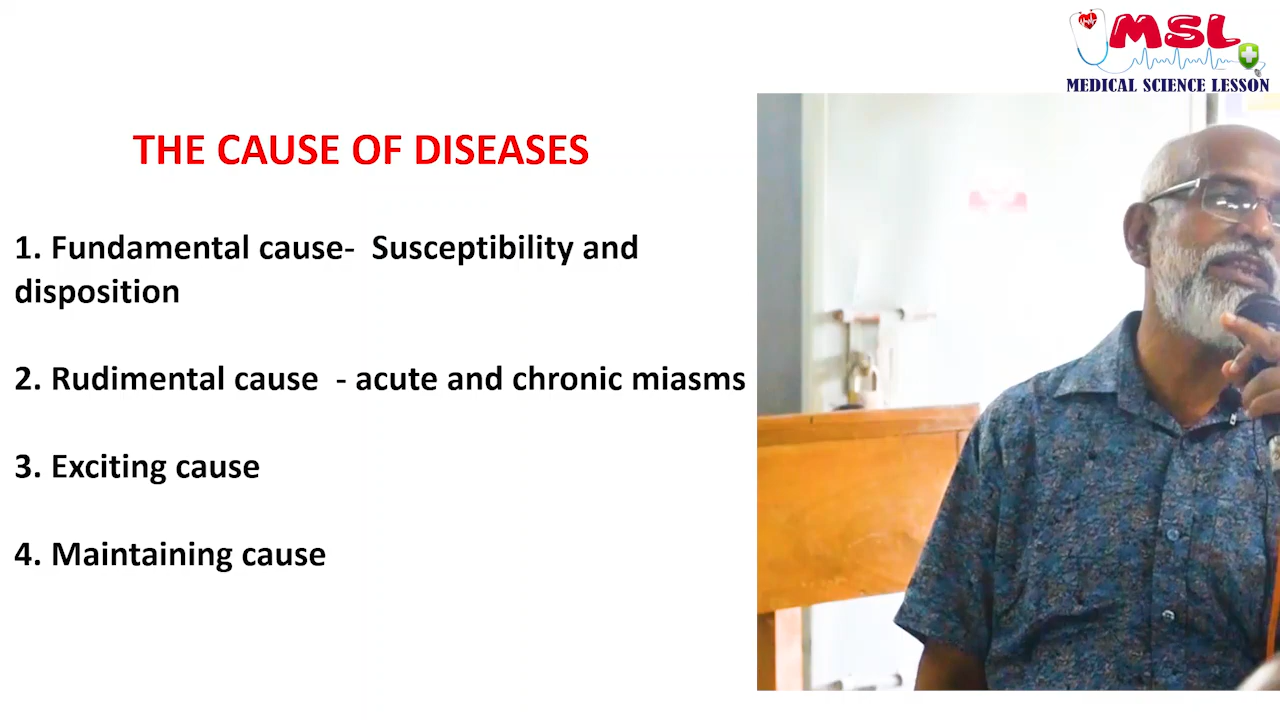 MSL
MEDICAL SCIENCE LESSON
THE CAUSE OF DISEASES
1. Fundamental cause-  Susceptibility and
disposition
2. Rudimental cause  - acute and chronic miasms
3. Exciting cause
4. Maintaining cause